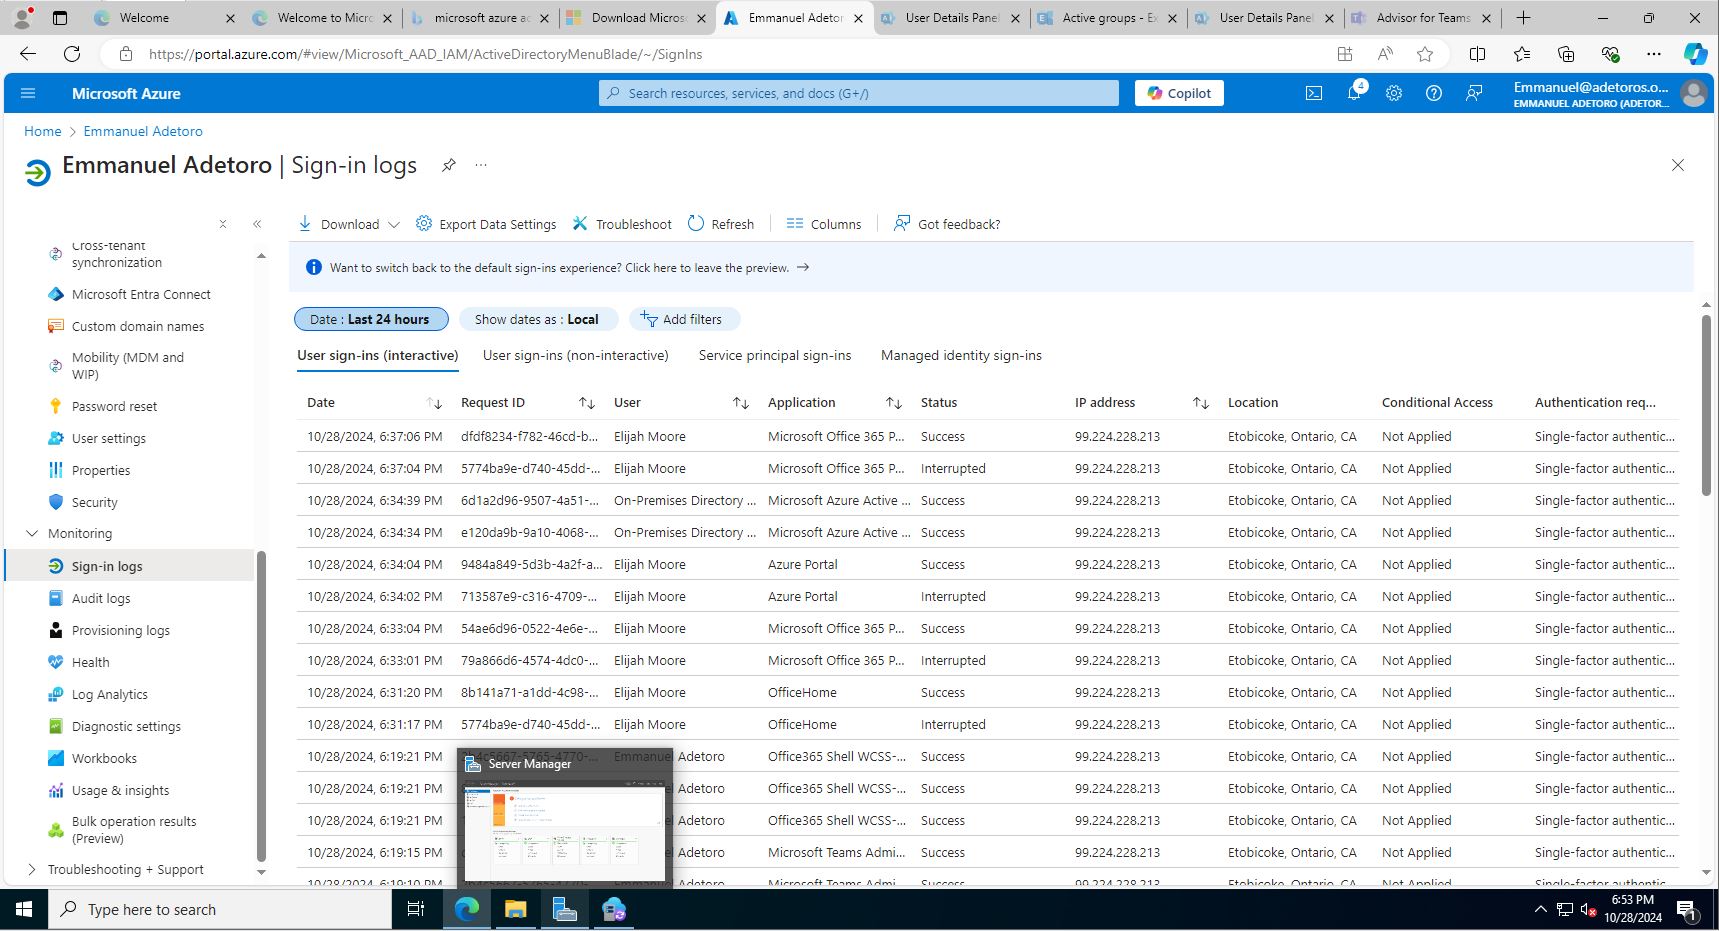 Welcome
Welcome to Micro
microsoft azure ac
Download Microso
Emmanuel Adetor
User Details Panel
Active groups - Ex
User Details Panel
Advisor for Teams
https://portal.azure.com/#view/Microsoft_AAD_IAM/ActiveDirectoryMenuBlade/~/SignIns
Microsoft Azure
Search resources, services, and docs (G+/)
Copilot
4
Emmanuel@adetoros.o...
EMMANUEL ADETORO (ADETOR...
Home > Emmanuel Adetoro
Emmanuel Adetoro | Sign-in logs
Download
Export Data Settings
Troubleshoot
Refresh
Columns
Got feedback?
Want to switch back to the default sign-ins experience? Click here to leave the preview. →
Date : Last 24 hours
Show dates as : Local
Add filters
User sign-ins (interactive)
User sign-ins (non-interactive)
Service principal sign-ins
Managed identity sign-ins
Cross-tenant
synchronization
Microsoft Entra Connect
Custom domain names
Mobility (MDM and
WIP)
Password reset
User settings
Properties
Security
Monitoring
Sign-in logs
Audit logs
Provisioning logs
Health
Log Analytics
Diagnostic settings
Workbooks
Usage & insights
Bulk operation results
(Preview)
Troubleshooting + Support
Date Request ID User Application Status IP address Location Conditional Access Authentication req...
10/28/2024, 6:37:06 PM dfdf8234-f782-46cd-b... Elijah Moore Microsoft Office 365 P... Success 99.224.228.213 Etobicoke, Ontario, CA Not Applied Single-factor authentic...
10/28/2024, 6:37:04 PM 5774ba9e-d740-45dd-... Elijah Moore Microsoft Office 365 P... Interrupted 99.224.228.213 Etobicoke, Ontario, CA Not Applied Single-factor authentic...
10/28/2024, 6:34:39 PM 6d1a2d96-9507-4a51-... On-Premises Directory ... Microsoft Azure Active ... Success 99.224.228.213 Etobicoke, Ontario, CA Not Applied Single-factor authentic...
10/28/2024, 6:34:34 PM e120da9b-9a10-4068-... On-Premises Directory ... Microsoft Azure Active ... Success 99.224.228.213 Etobicoke, Ontario, CA Not Applied Single-factor authentic...
10/28/2024, 6:34:04 PM 9484a849-5d3b-4a2f-a... Elijah Moore Azure Portal Success 99.224.228.213 Etobicoke, Ontario, CA Not Applied Single-factor authentic...
10/28/2024, 6:34:02 PM 713587e9-c316-4709-... Elijah Moore Azure Portal Interrupted 99.224.228.213 Etobicoke, Ontario, CA Not Applied Single-factor authentic...
10/28/2024, 6:33:04 PM 54ae6d96-0522-4e6e-... Elijah Moore Microsoft Office 365 P... Success 99.224.228.213 Etobicoke, Ontario, CA Not Applied Single-factor authentic...
10/28/2024, 6:33:01 PM 79a866d6-4574-4dc0-... Elijah Moore Microsoft Office 365 P... Interrupted 99.224.228.213 Etobicoke, Ontario, CA Not Applied Single-factor authentic...
10/28/2024, 6:31:20 PM 8b141a71-a1dd-4c98-... Elijah Moore OfficeHome Success 99.224.228.213 Etobicoke, Ontario, CA Not Applied Single-factor authentic...
10/28/2024, 6:31:17 PM 5774ba9e-d740-45dd-... Elijah Moore OfficeHome Interrupted 99.224.228.213 Etobicoke, Ontario, CA Not Applied Single-factor authentic...
10/28/2024, 6:19:21 PM Emmanuel Adetoro Office365 Shell WCSS-... Success 99.224.228.213 Etobicoke, Ontario, CA Not Applied Single-factor authentic...
10/28/2024, 6:19:21 PM Adetoro Office365 Shell WCSS-... Success 99.224.228.213 Etobicoke, Ontario, CA Not Applied Single-factor authentic...
10/28/2024, 6:19:21 PM Adetoro Office365 Shell WCSS-... Success 99.224.228.213 Etobicoke, Ontario, CA Not Applied Single-factor authentic...
10/28/2024, 6:19:15 PM Adetoro Microsoft Teams Admi... Success 99.224.228.213 Etobicoke, Ontario, CA Not Applied Single-factor authentic...
10/28/2024, 6:19:10 PM Emmanuel Adetoro Microsoft Teams Admi... Success 99.224.228.213 Etobicoke, Ontario, CA Not Applied Single-factor authentic...
Server Manager
Type here to search
6:53 PM
10/28/2024
1